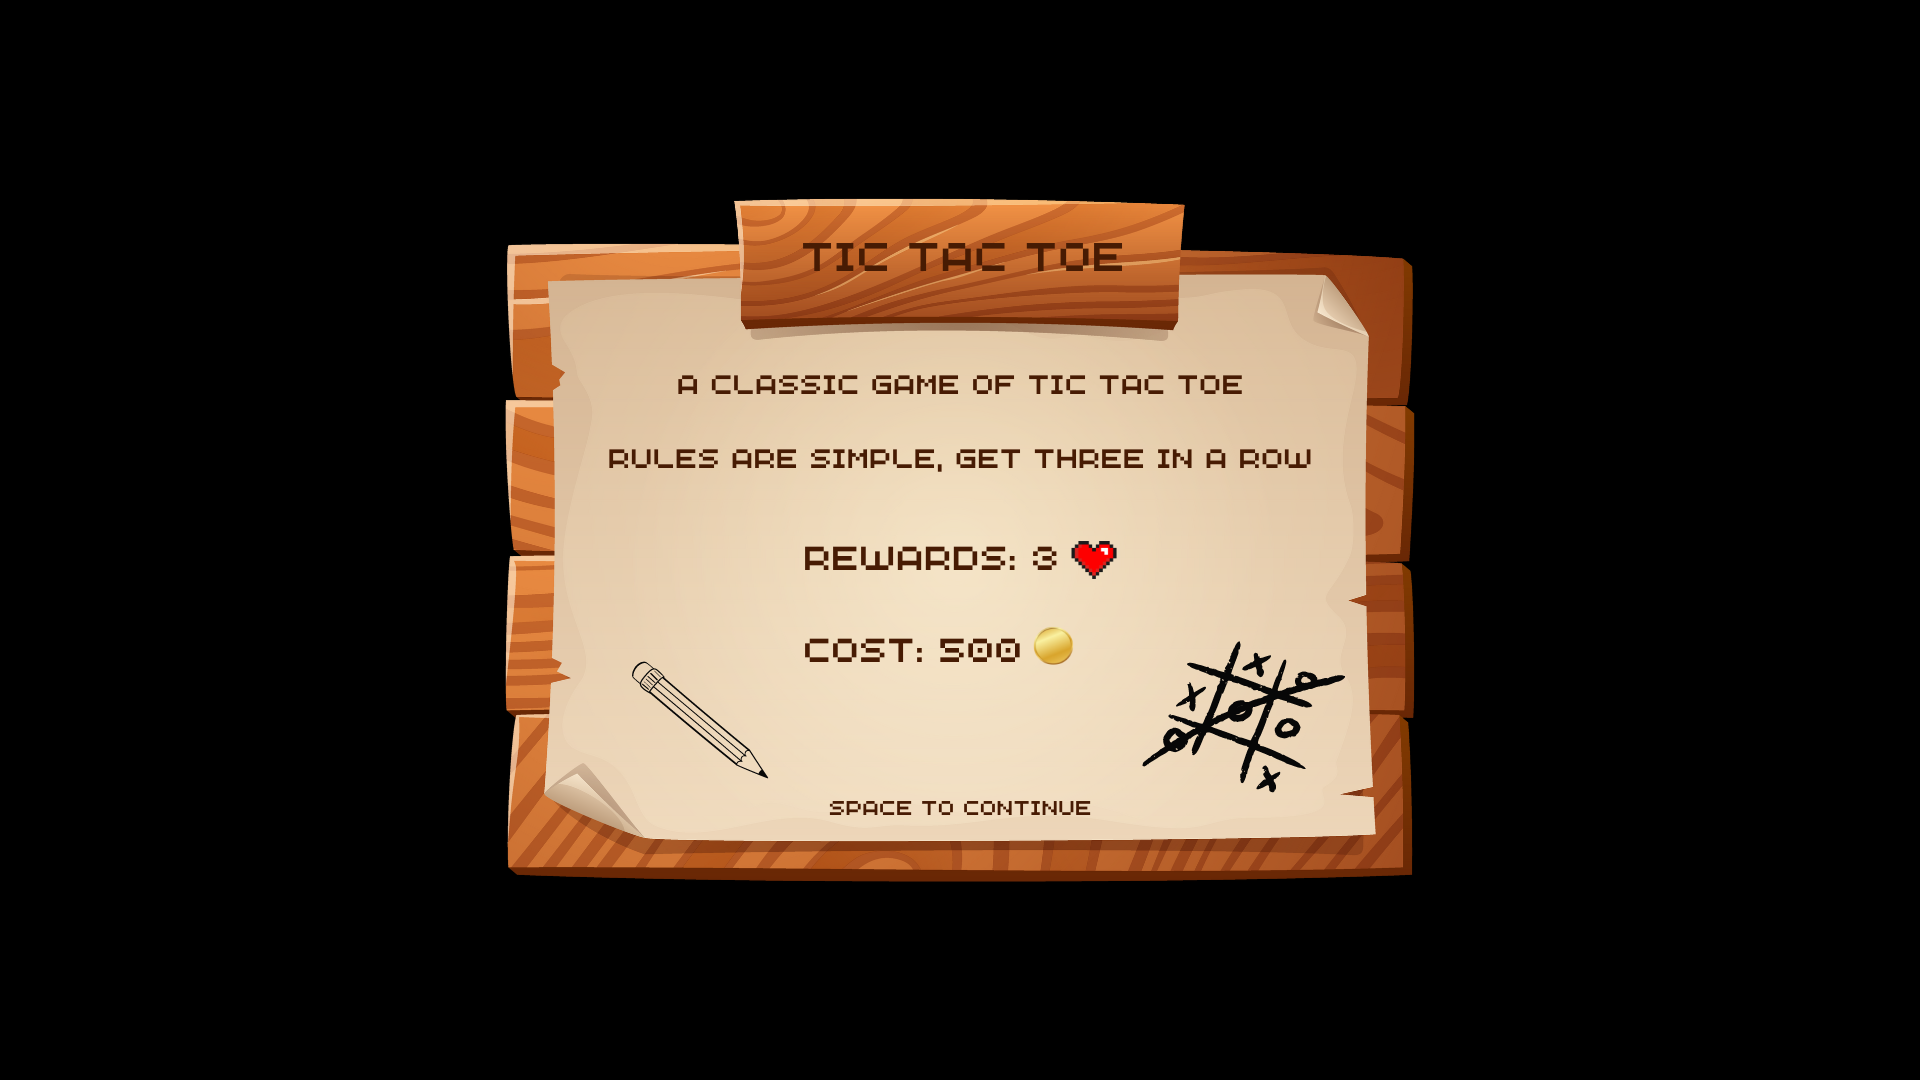 TIC TAC TOE
A CLASSIC GAME OF TIC TAC TOE
RULES ARE SIMPLE, GET THREE IN A ROW
REWARDS: 3
COST: 500
SPACE TO CONTINUE